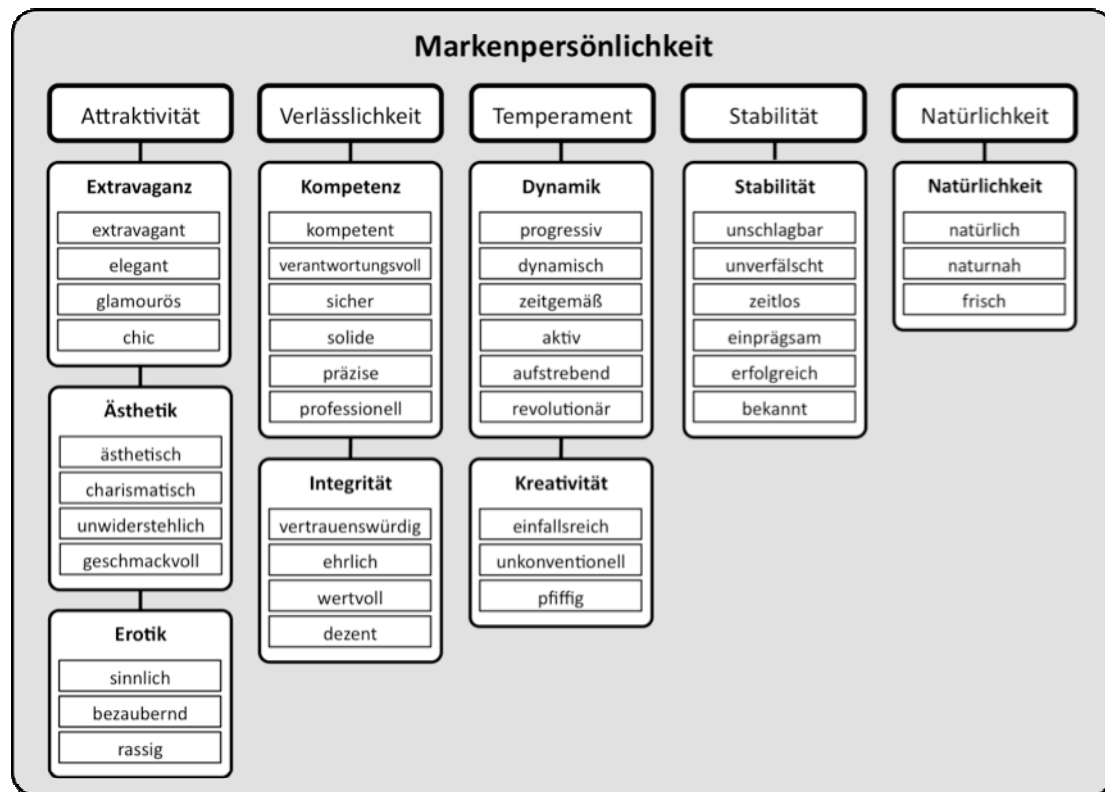 Markenpersönlichkeit
Attraktivität
Extravaganz
extravagant
elegant
glamourös
chic
Ästhetik
ästhetisch
charismatisch
unwiderstehlich
geschmackvoll
Erotik
sinnlich
bezaubernd
rassig
Verlässlichkeit
Kompetenz
kompetent
verantwortungsvoll
sicher
solide
präzise
professionell
Integrität
vertrauenswürdig
ehrlich
wertvoll
dezent
Temperament
Dynamik
progressiv
dynamisch
zeitgemäß
aktiv
aufstrebend
revolutionär
Kreativität
einfallsreich
unkonventionell
pfiffig
Stabilität
Stabilität
unschlagbar
unverfälscht
zeitlos
einprägsam
erfolgreich
bekannt
Natürlichkeit
Natürlichkeit
natürlich
naturnah
frisch